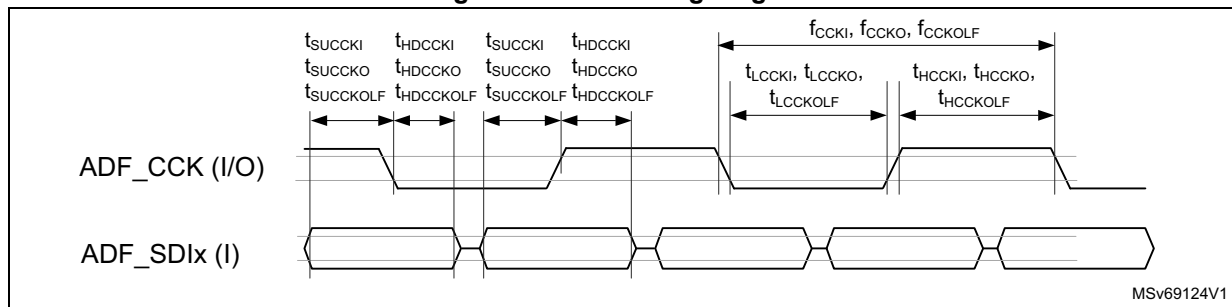 tSUCCKI tHDCCKI tSUCCKI tHDCCKI fCCKI, fCCKO, fCCKOLF
tSUCCKO tHDCCKO tSUCCKO tHDCCKO tLCCKI, tLCCKO, tHCCKI, tHCCKO,
tSUCCKOLF tHDCCKOLF tSUCCKOLF tHDCCKOLF tLCCKOLF tHCCKOLF
ADF_CCK (I/O)
ADF_SDIx (I)
MSv69124V1